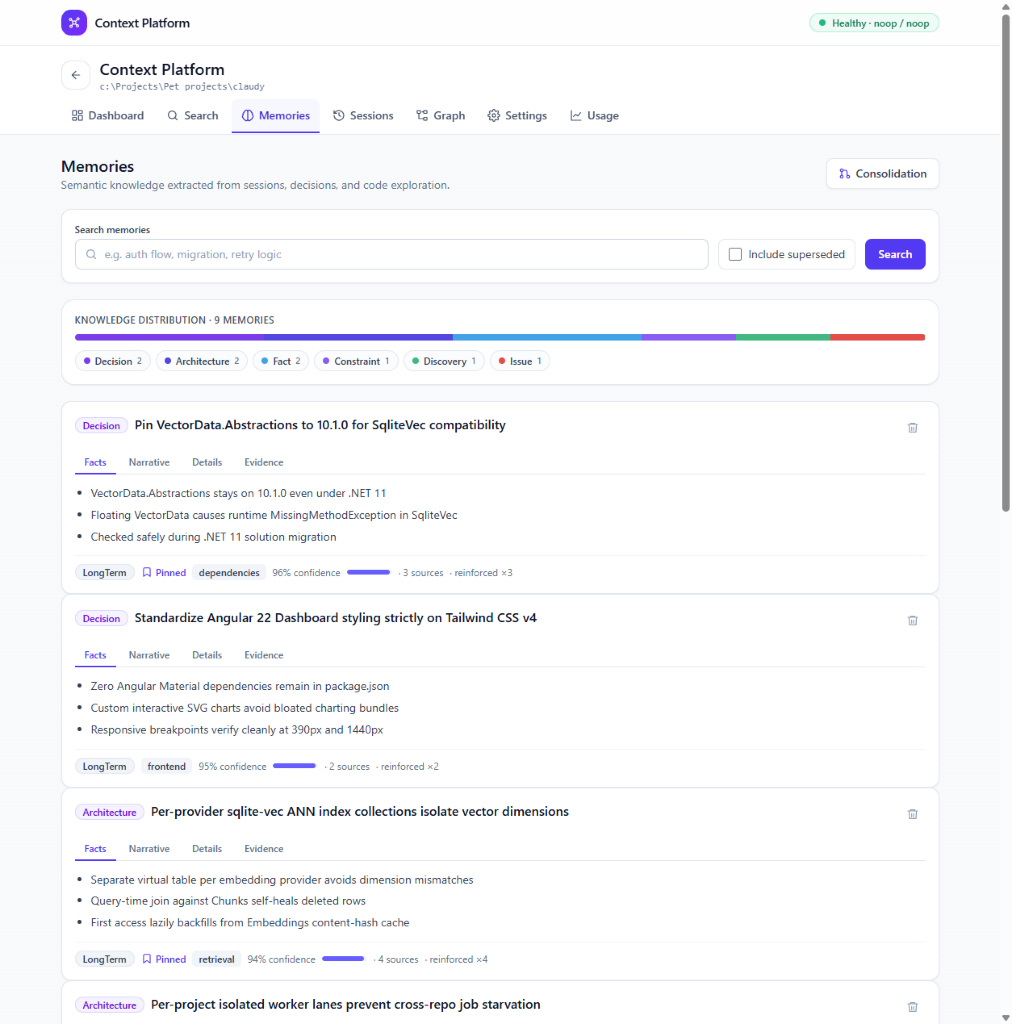 Context Platform
Healthy · noop / noop
Context Platform
c:\Projects\Pet projects\claudy
Dashboard Search Memories Sessions Graph Settings Usage
Memories
Semantic knowledge extracted from sessions, decisions, and code exploration.
Consolidation
Search memories
e.g. auth flow, migration, retry logic
Include superseded
Search
KNOWLEDGE DISTRIBUTION · 9 MEMORIES
Decision 2 Architecture 2 Fact 2 Constraint 1 Discovery 1 Issue 1
Decision Pin VectorData.Abstractions to 10.1.0 for SqliteVec compatibility
Facts Narrative Details Evidence
• VectorData.Abstractions stays on 10.1.0 even under .NET 11
• Floating VectorData causes runtime MissingMethodException in SqliteVec
• Checked safely during .NET 11 solution migration
LongTerm Pinned dependencies 96% confidence · 3 sources · reinforced ×3
Decision Standardize Angular 22 Dashboard styling strictly on Tailwind CSS v4
Facts Narrative Details Evidence
• Zero Angular Material dependencies remain in package.json
• Custom interactive SVG charts avoid bloated charting bundles
• Responsive breakpoints verify cleanly at 390px and 1440px
LongTerm frontend 95% confidence · 2 sources · reinforced ×2
Architecture Per-provider sqlite-vec ANN index collections isolate vector dimensions
Facts Narrative Details Evidence
• Separate virtual table per embedding provider avoids dimension mismatches
• Query-time join against Chunks self-heals deleted rows
• First access lazily backfills from Embeddings content-hash cache
LongTerm Pinned retrieval 94% confidence · 4 sources · reinforced ×4
Architecture Per-project isolated worker lanes prevent cross-repo job starvation